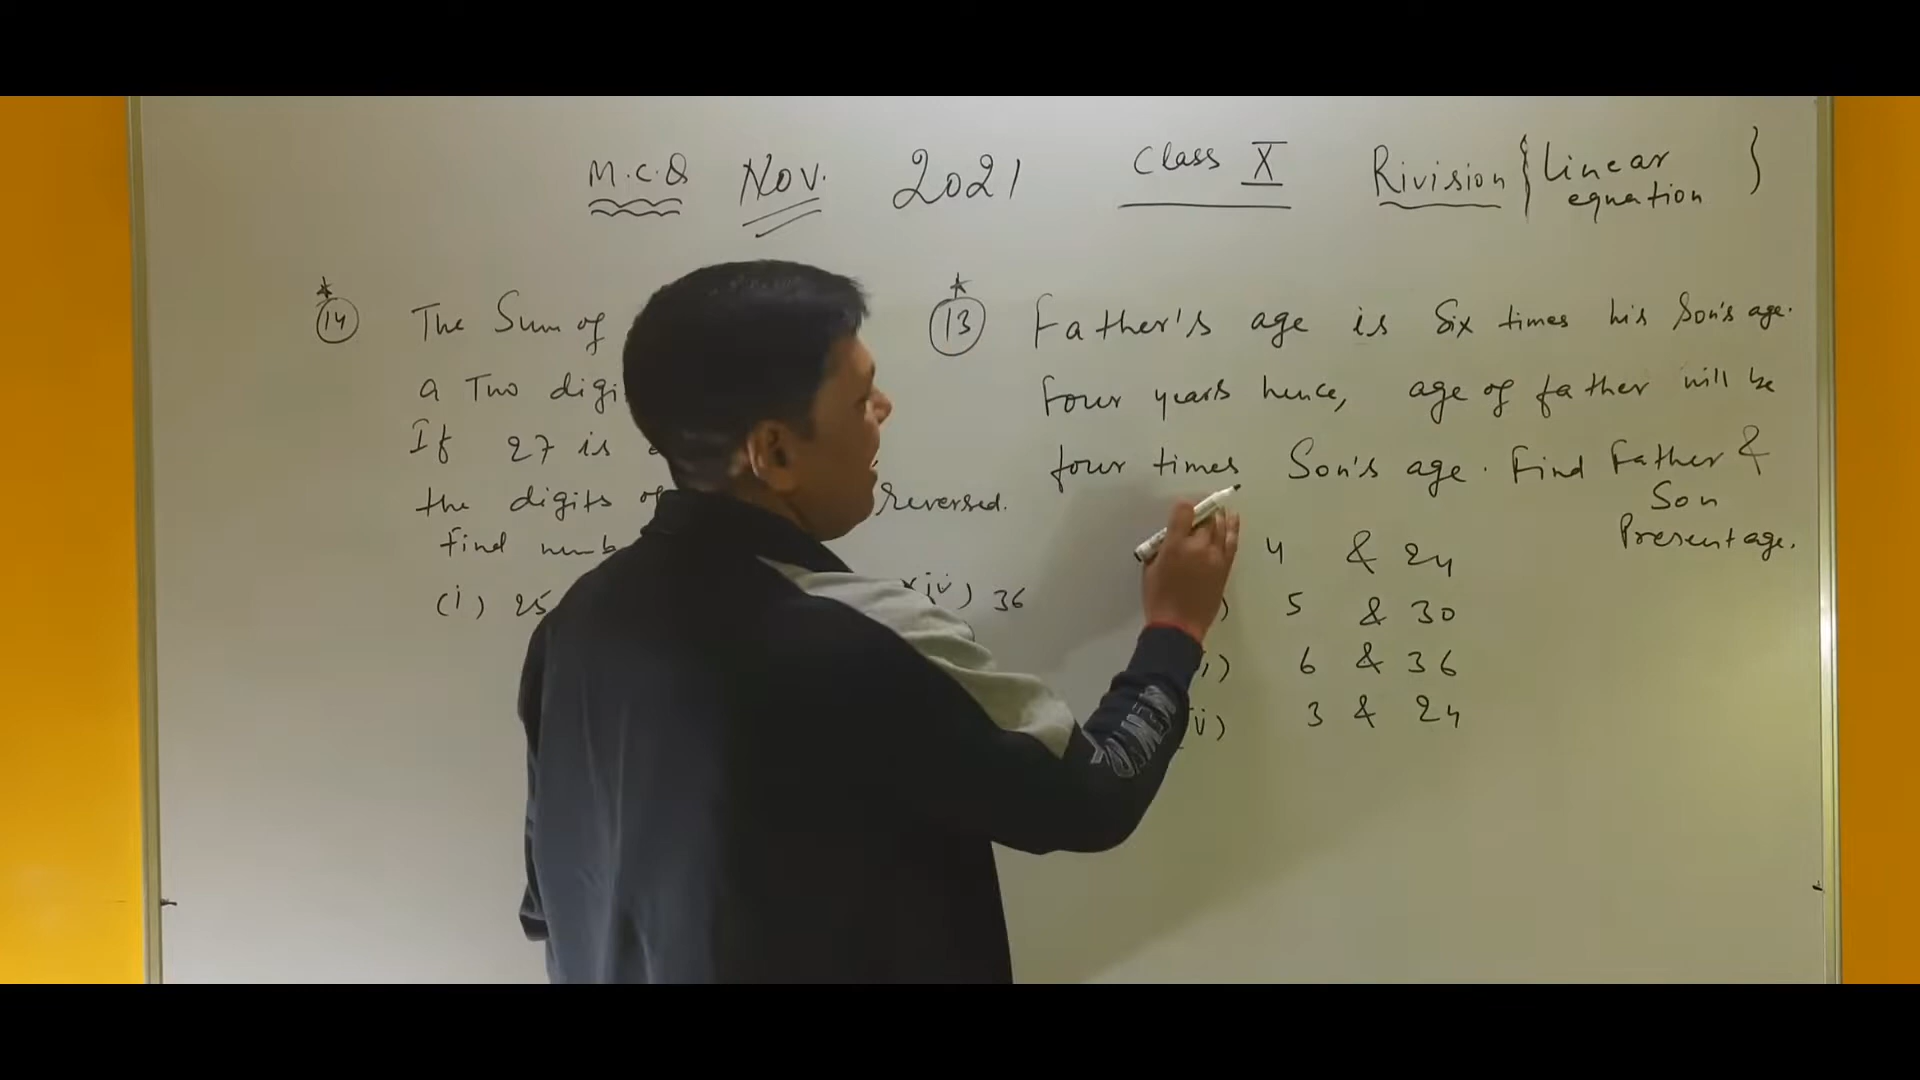 M.C.Q Nov. 2021 Class X Rivision {linear equation}
14 The Sum of
a Two digi
If 27 is
the digits of reversed.
find numb
(i) 25 (iv) 36
13 Father's age is Six times his Son's age.
Four years hence, age of father will be
four times Son's age. Find Father &
Son
Present age.
4 & 24
) 5 & 30
i) 6 & 36
iv) 3 & 24